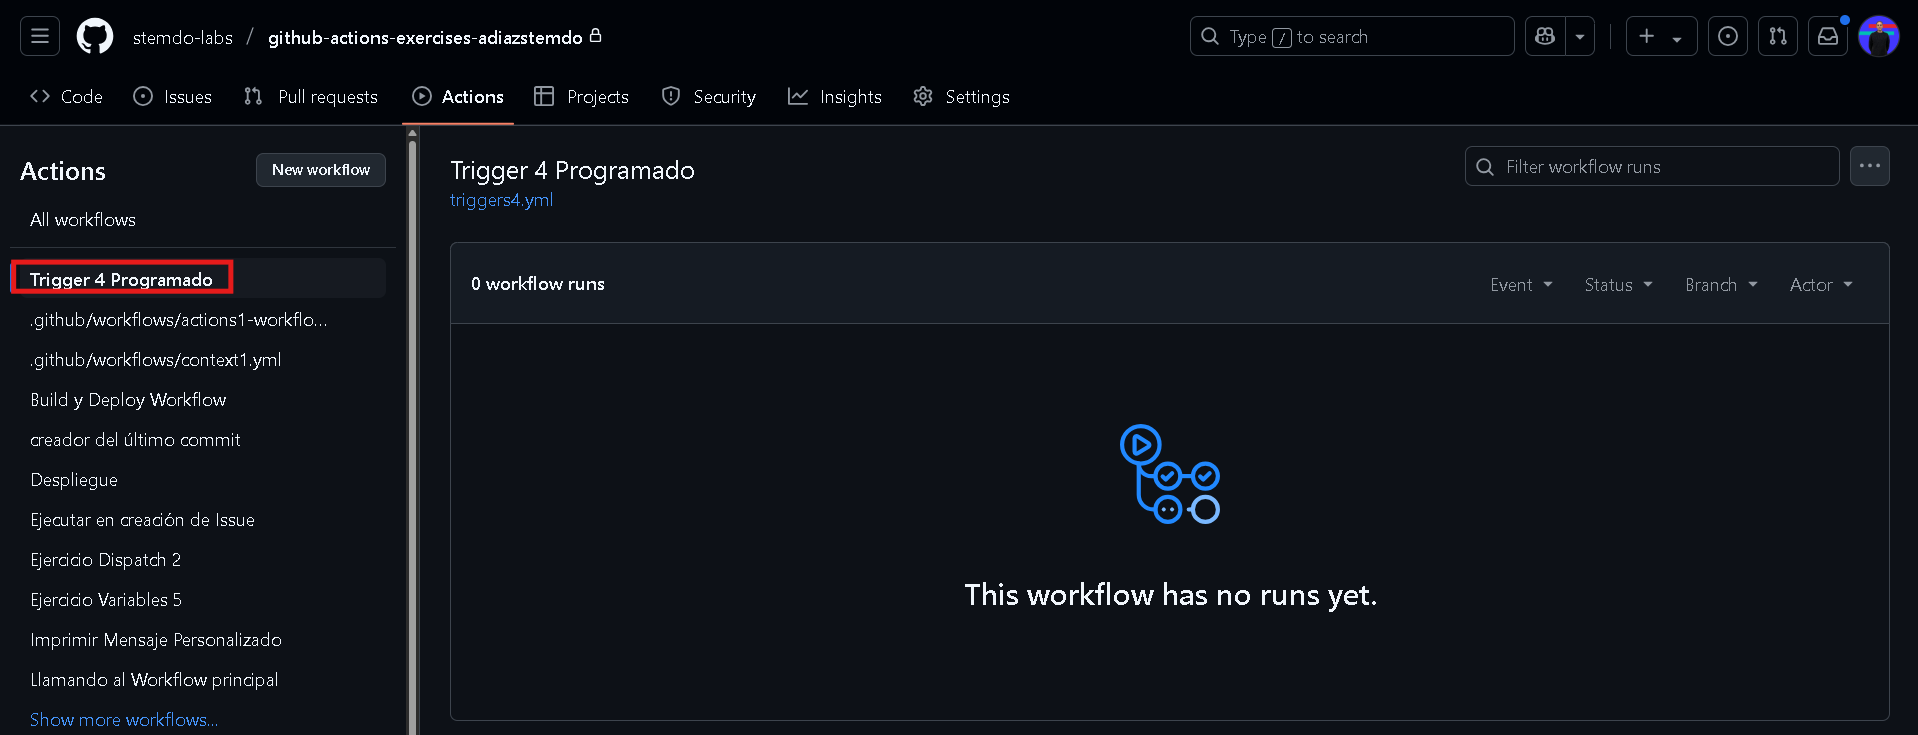 stemdo-labs / github-actions-exercises-adiazstemdo
Type / to search
Code Issues Pull requests Actions Projects Security Insights Settings
Actions
New workflow
All workflows
Trigger 4 Programado
.github/workflows/actions1-workflo...
.github/workflows/context1.yml
Build y Deploy Workflow
creador del último commit
Despliegue
Ejecutar en creación de Issue
Ejercicio Dispatch 2
Ejercicio Variables 5
Imprimir Mensaje Personalizado
Llamando al Workflow principal
Show more workflows...
Trigger 4 Programado
triggers4.yml
Filter workflow runs
0 workflow runs
Event Status Branch Actor
This workflow has no runs yet.